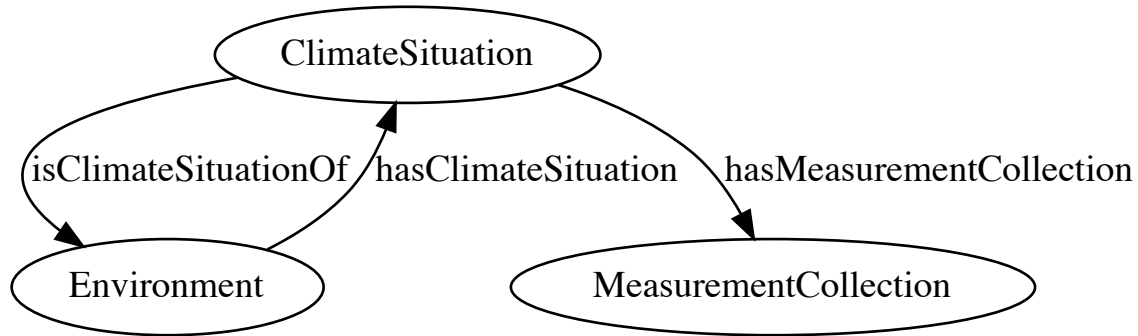 ClimateSituation
isClimateSituationOf
hasClimateSituation
hasMeasurementCollection
Environment
MeasurementCollection